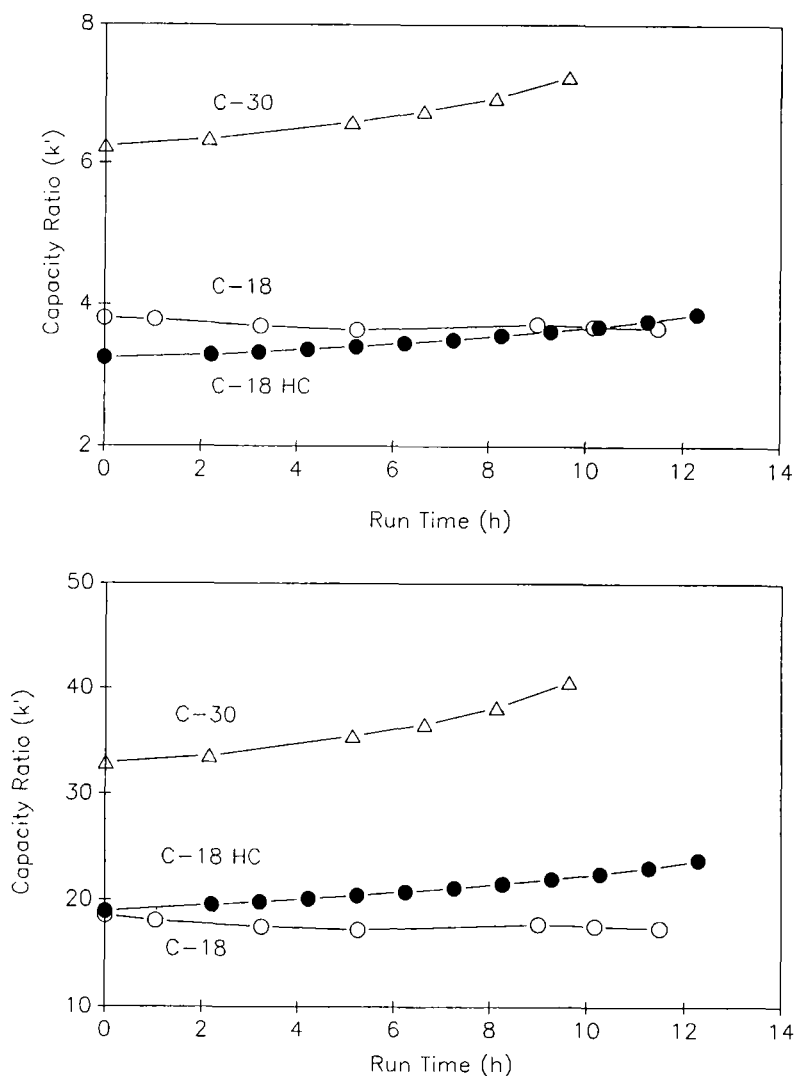 8
C-30
6
Capacity Ratio (k')
C-18
4
C-18 HC
2
0 2 4 6 8 10 12 14
Run Time (h)
50
40
C-30
Capacity Ratio (k')
30
C-18 HC
20
C-18
10
0 2 4 6 8 10 12 14
Run Time (h)